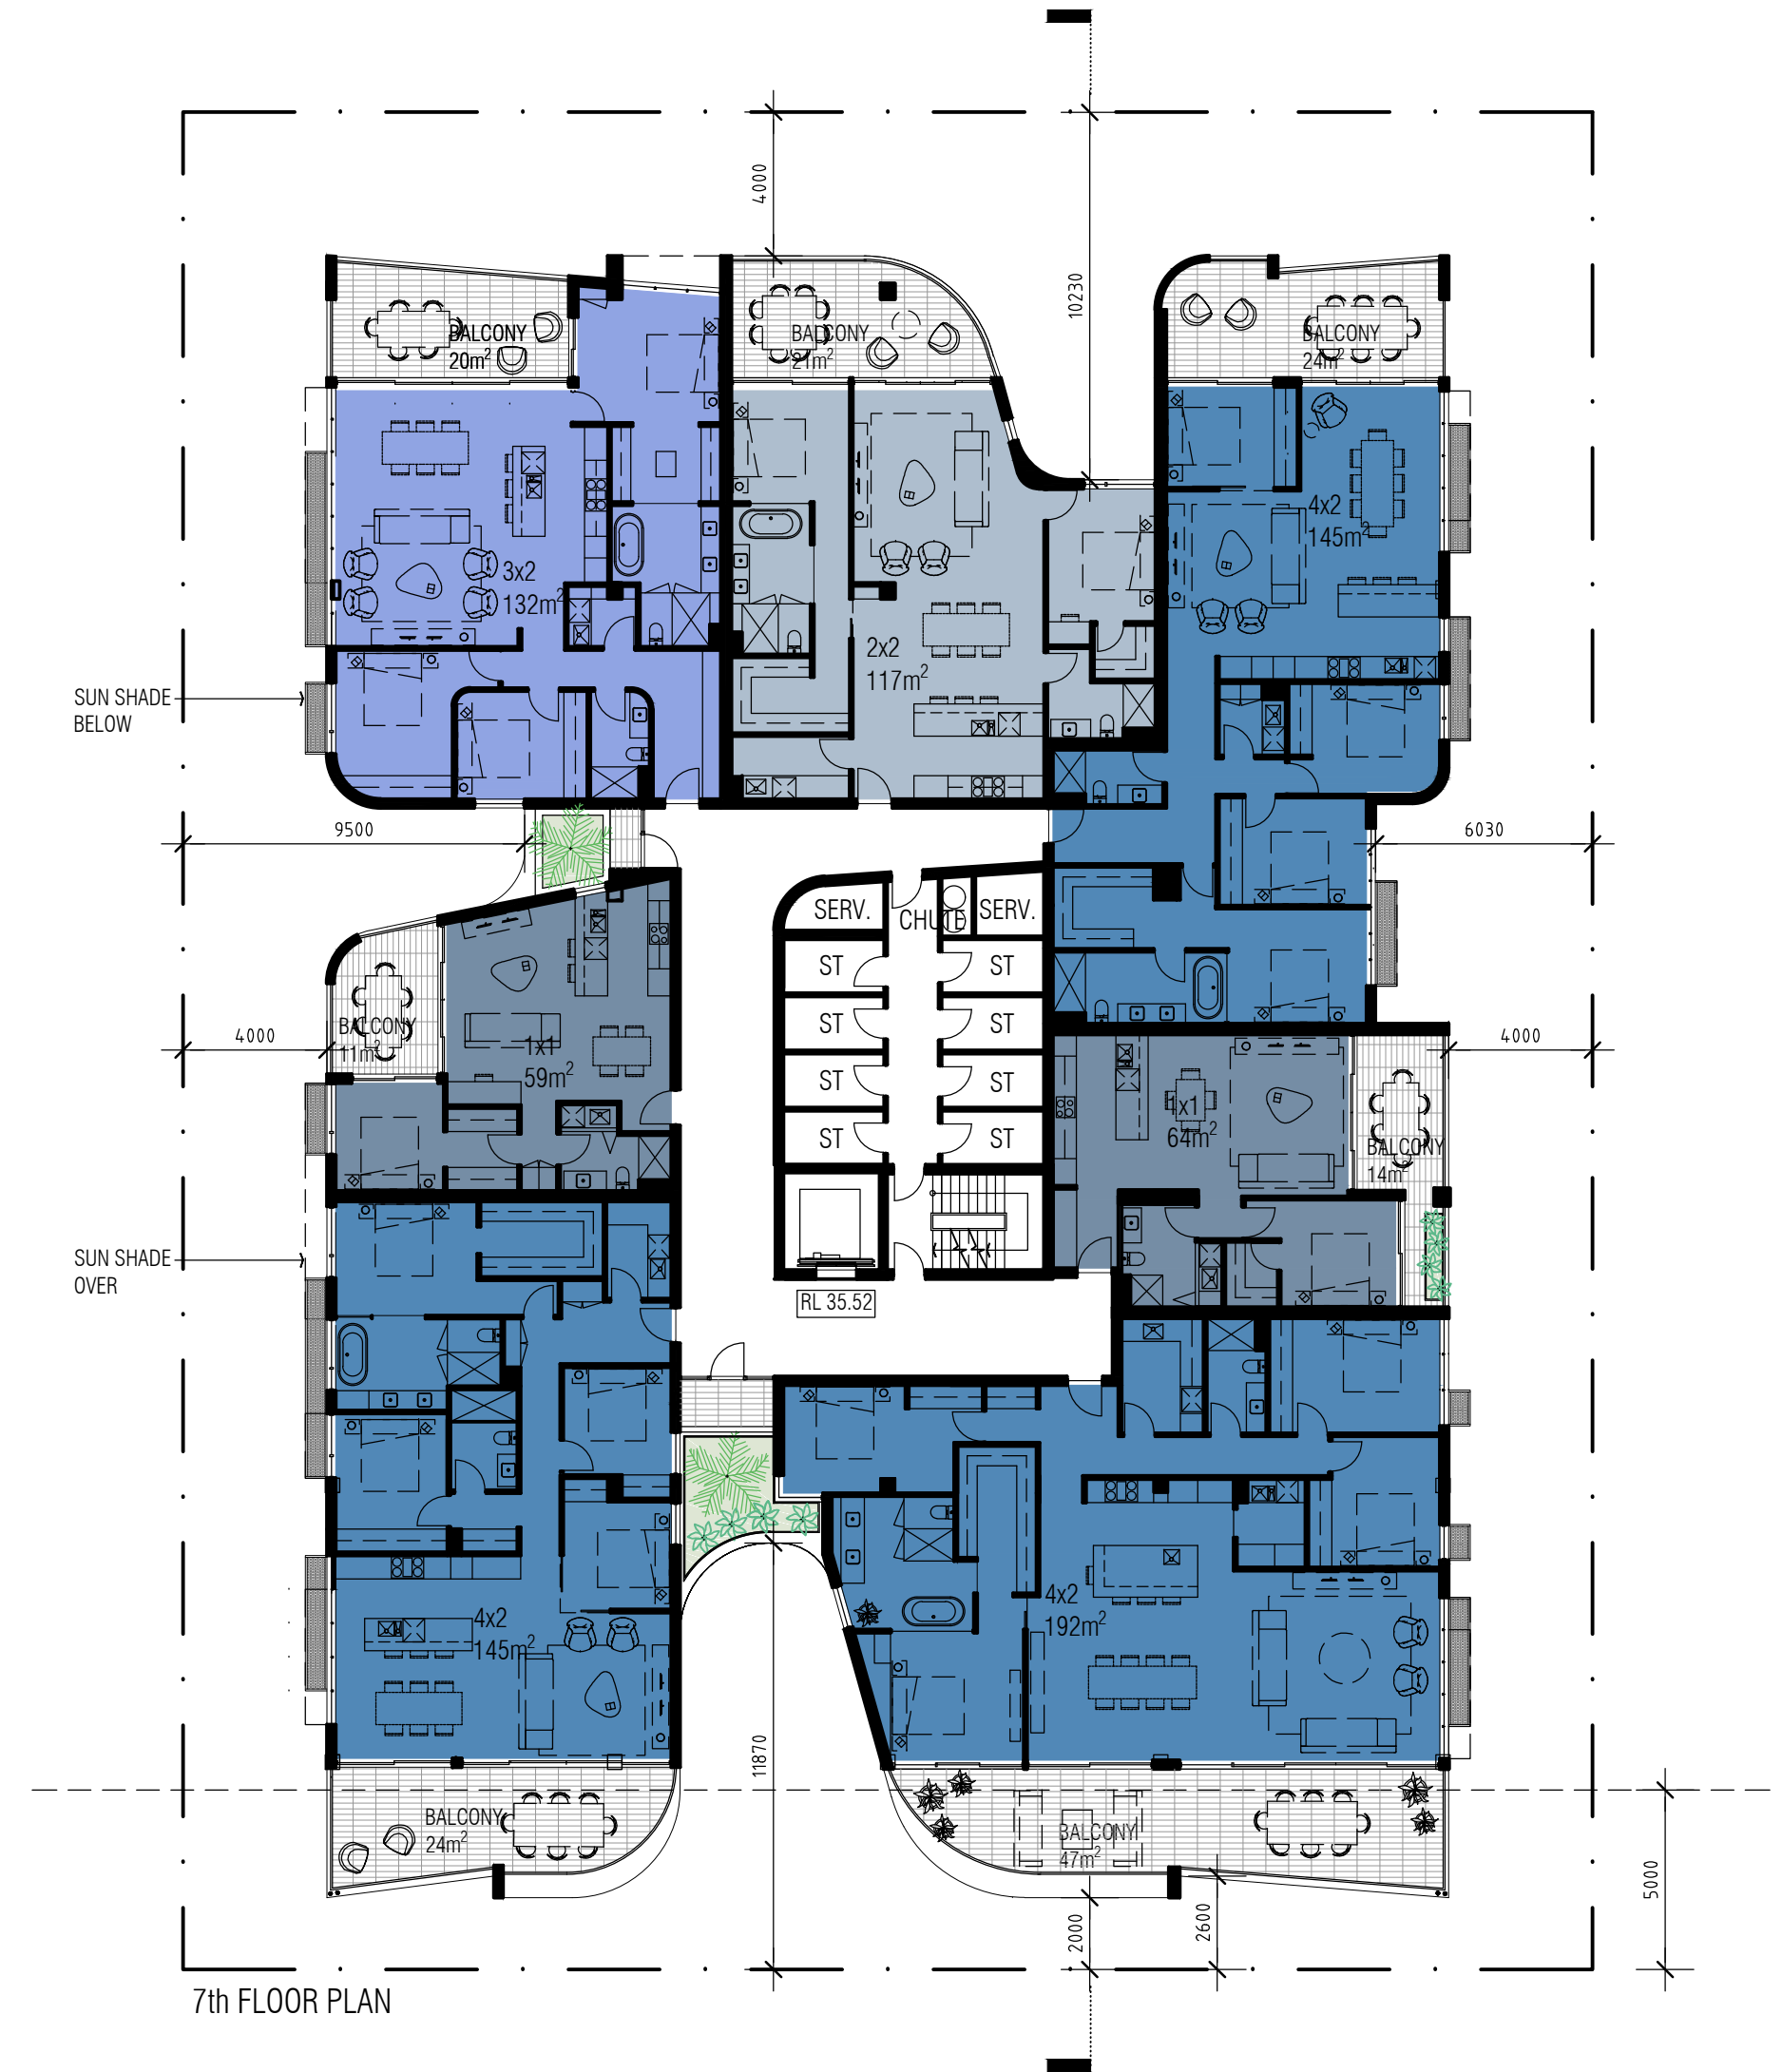 4000
10230
BALCONY
20m²
BALCONY
21m²
BALCONY
24m²
4x2
145m²
3x2
132m²
2x2
117m²
SUN SHADE
BELOW
9500
6030
SERV.
CHUTE
SERV.
ST
ST
ST
ST
ST
ST
ST
ST
BALCONY
11m²
4000
1x1
59m²
4000
1x1
64m²
BALCONY
14m²
SUN SHADE
OVER
RL 35.52
4x2
145m²
4x2
192m²
11870
BALCONY
24m²
BALCONY
47m²
2000
2600
5000
7th FLOOR PLAN